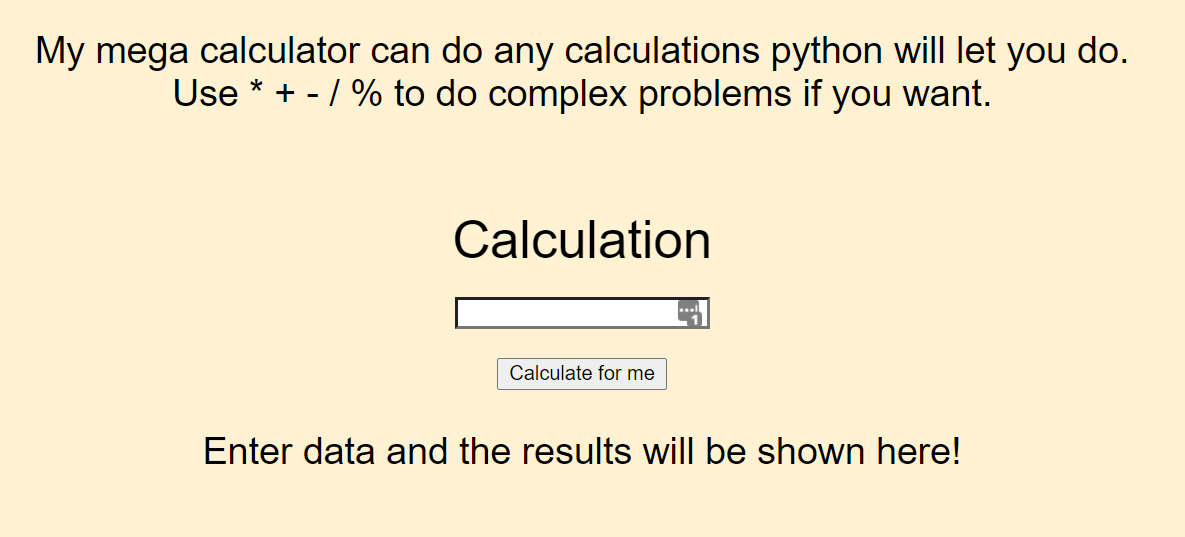 My mega calculator can do any calculations python will let you do.
Use * + - / % to do complex problems if you want.
Calculation
1
Calculate for me
Enter data and the results will be shown here!